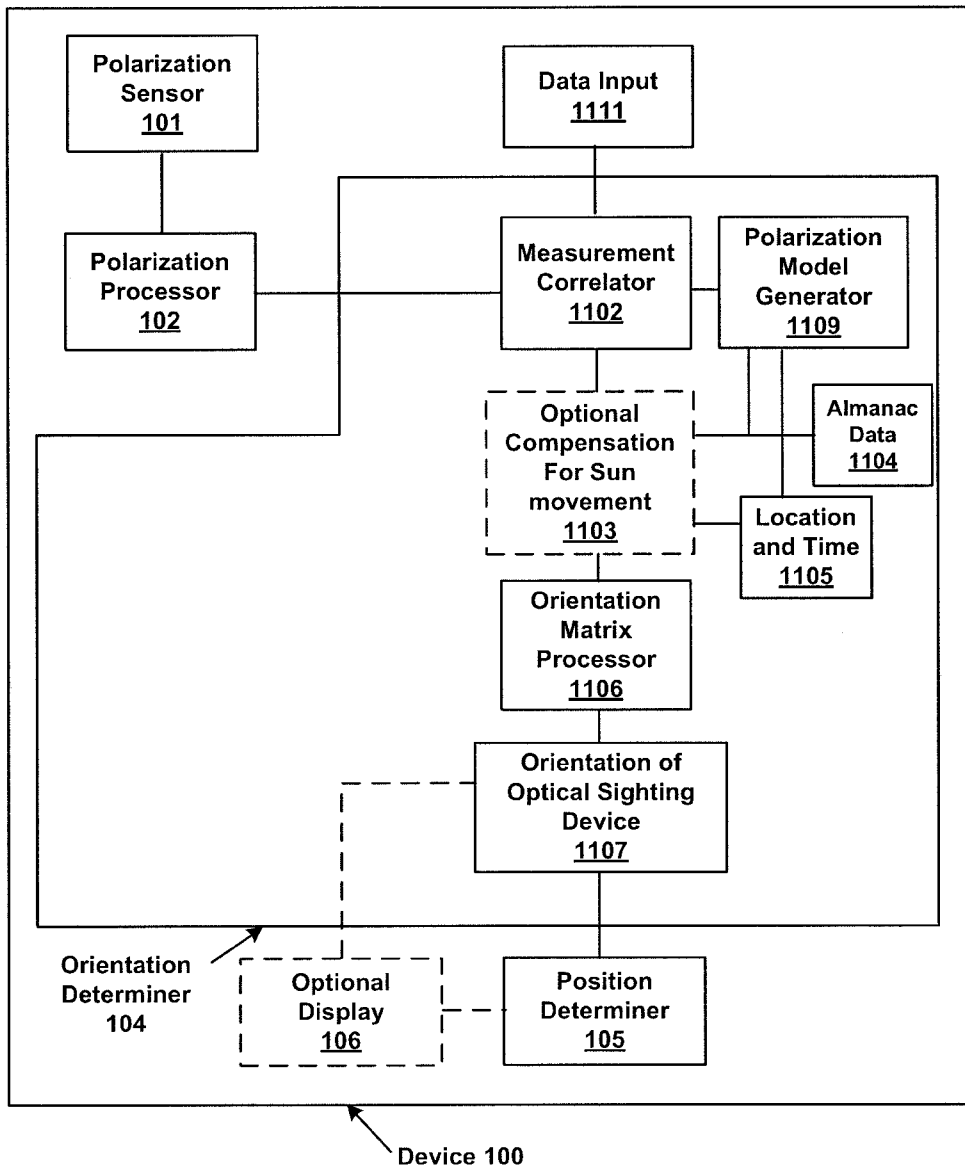 Polarization
Sensor
101
Data Input
1111
Polarization
Processor
102
Measurement
Correlator
1102
Polarization
Model
Generator
1109
Optional
Compensation
For Sun
movement
1103
Almanac
Data
1104
Location
and Time
1105
Orientation
Matrix
Processor
1106
Orientation of
Optical Sighting
Device
1107
Orientation
Determiner
104
Optional
Display
106
Position
Determiner
105
Device 100